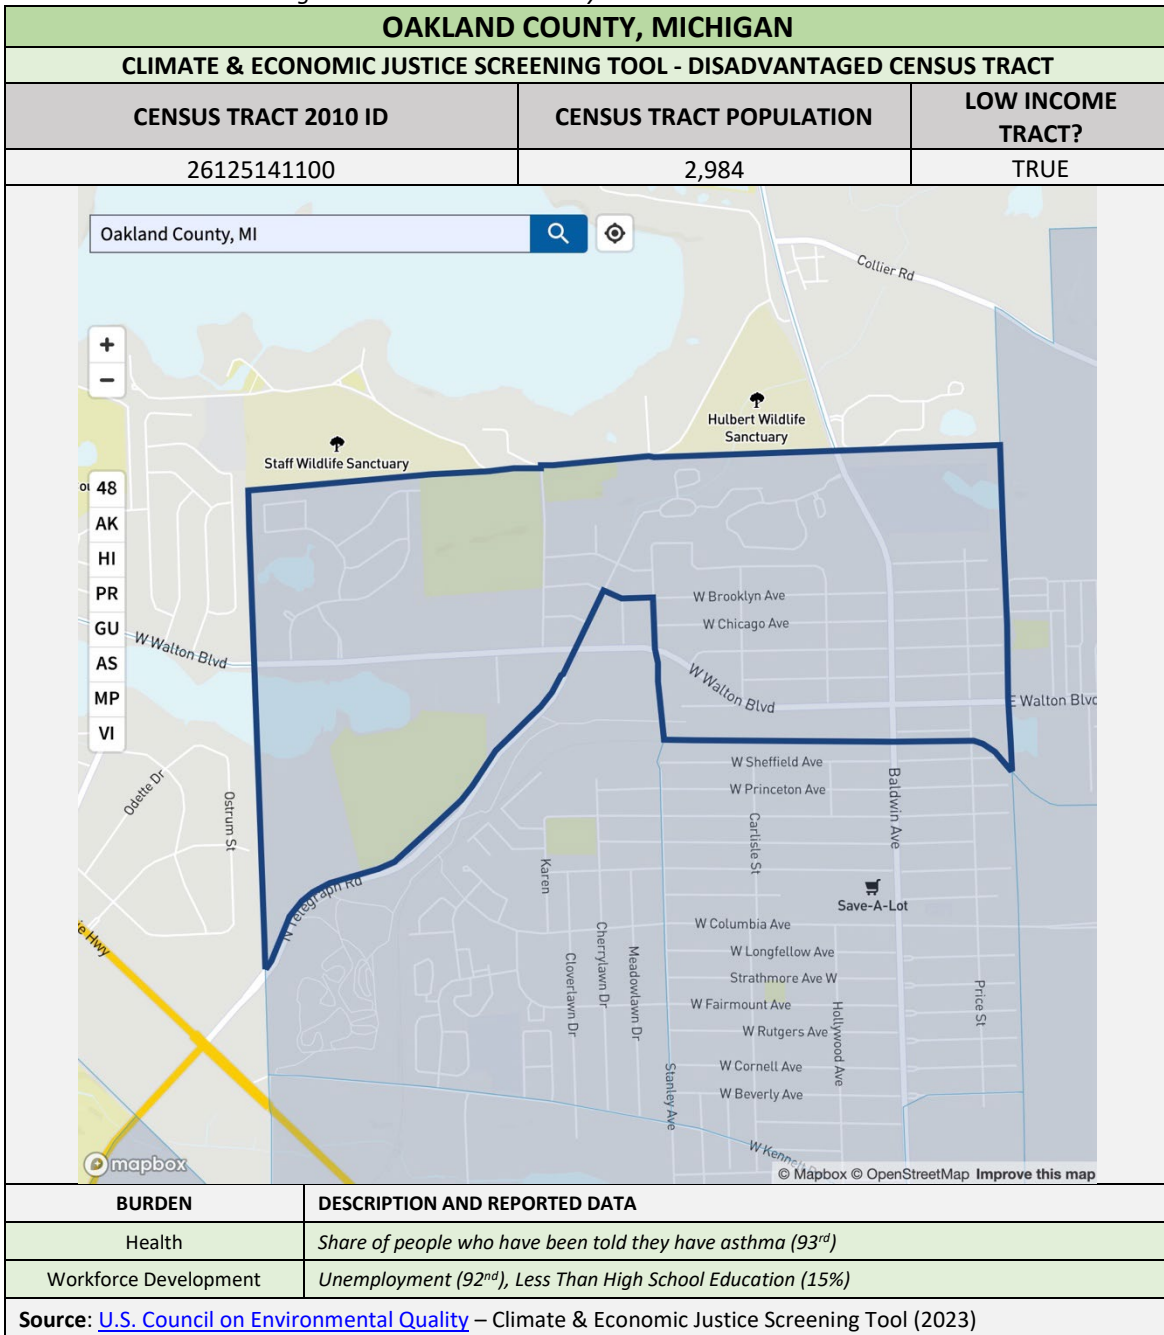 OAKLAND COUNTY, MICHIGAN
CLIMATE & ECONOMIC JUSTICE SCREENING TOOL - DISADVANTAGED CENSUS TRACT
CENSUS TRACT 2010 ID
CENSUS TRACT POPULATION
LOW INCOME
TRACT?
26125141100
2,984
TRUE
Oakland County, MI
Collier Rd
+
−
Hulbert Wildlife
Sanctuary
Staff Wildlife Sanctuary
48
AK
HI
PR
GU
AS
MP
VI
W Brooklyn Ave
W Chicago Ave
W Walton Blvd
W Walton Blvd
E Walton Blvd
Odette Dr
Ostrum St
W Sheffield Ave
W Princeton Ave
Baldwin Ave
Carlisle St
Karen
Save-A-Lot
N Telegraph Rd
W Columbia Ave
W Longfellow Ave
Strathmore Ave W
W Fairmount Ave
W Rutgers Ave
W Cornell Ave
W Beverly Ave
Cherrylawn Dr
Meadowlawn Dr
Cloverlawn Dr
Hollywood Ave
Price St
Stanley Ave
Hwy
mapbox
© Mapbox © OpenStreetMap Improve this map
BURDEN
DESCRIPTION AND REPORTED DATA
Health
Share of people who have been told they have asthma (93rd)
Workforce Development
Unemployment (92nd), Less Than High School Education (15%)
Source: U.S. Council on Environmental Quality – Climate & Economic Justice Screening Tool (2023)